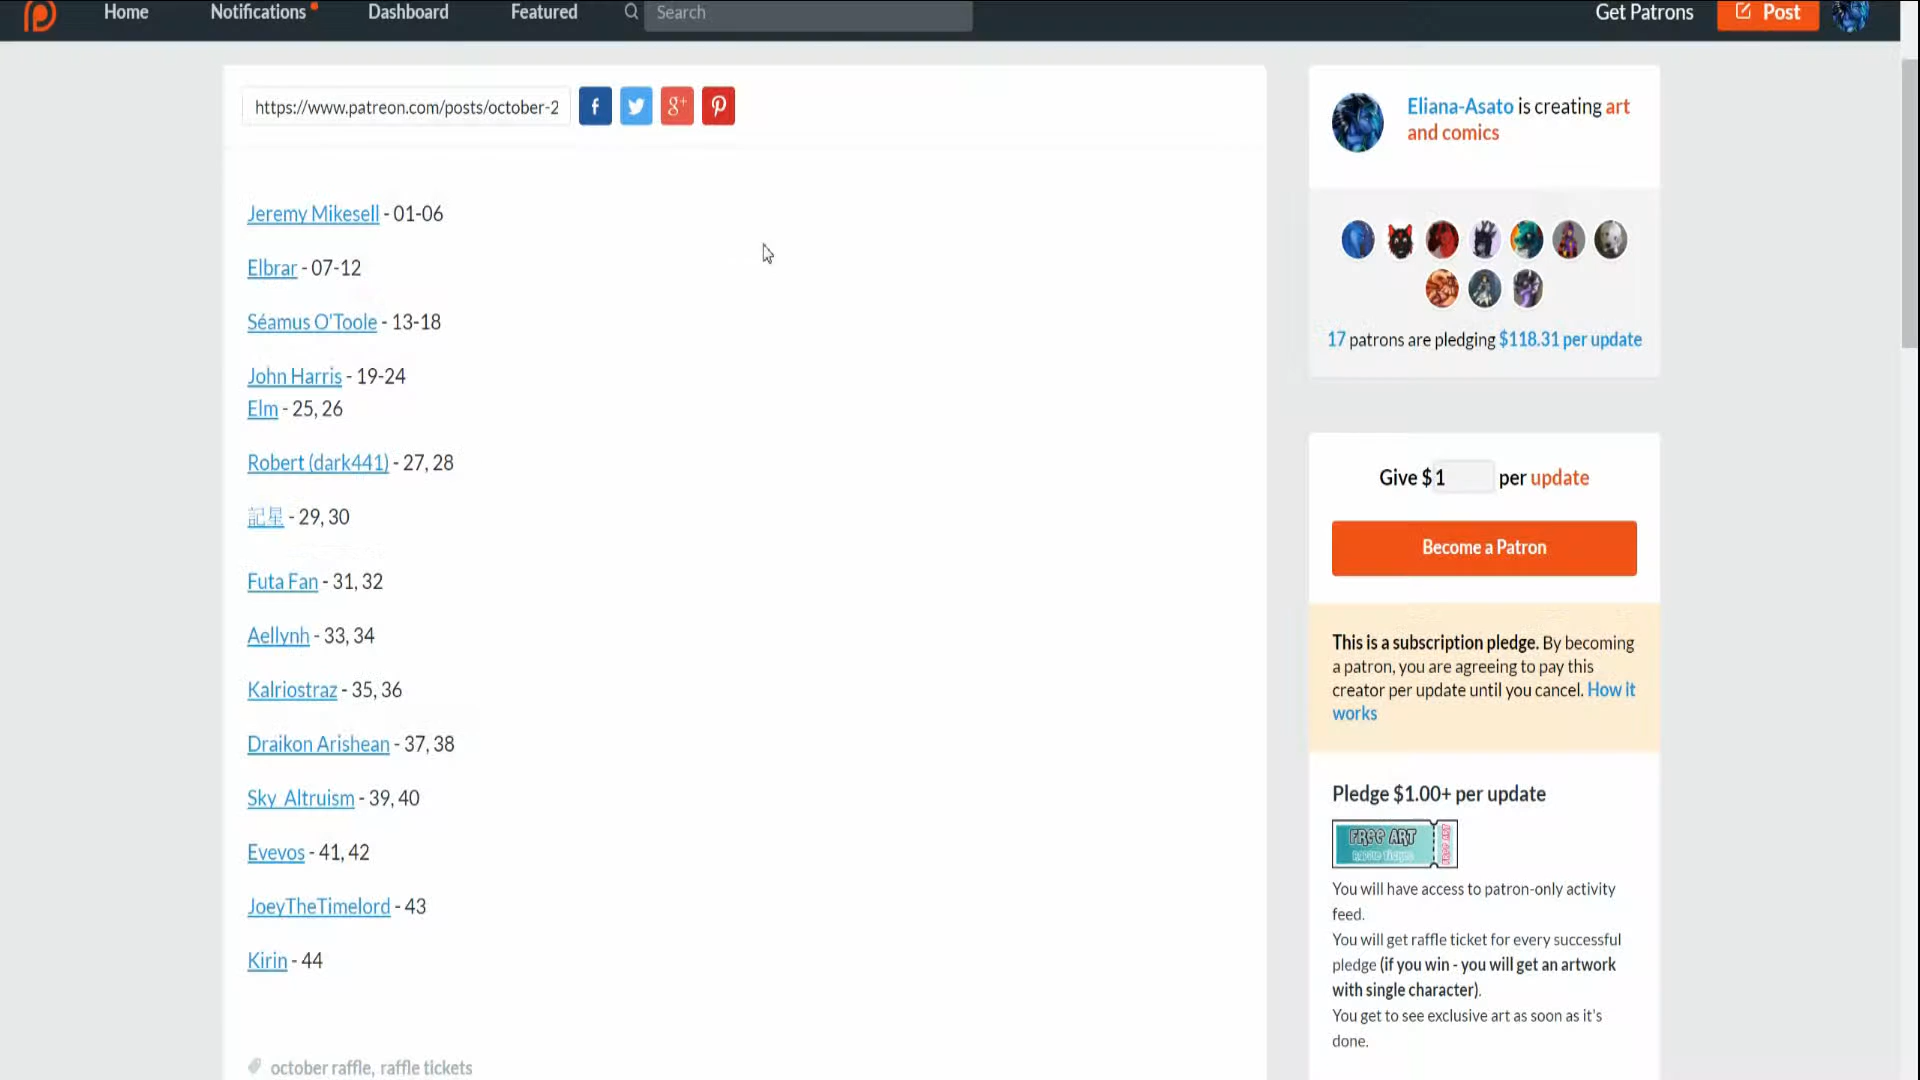 Home Notifications Dashboard Featured Search Get Patrons Post
https://www.patreon.com/posts/october-2
Jeremy Mikesell - 01-06
Elbrar - 07-12
Séamus O'Toole - 13-18
John Harris - 19-24
Elm - 25, 26
Robert (dark441) - 27, 28
記星 - 29, 30
Futa Fan - 31, 32
Aellynh - 33, 34
Kalriostraz - 35, 36
Draikon Arishean - 37, 38
Sky_Altruism - 39, 40
Evevos - 41, 42
JoeyTheTimelord - 43
Kirin - 44
october raffle, raffle tickets
Eliana-Asato is creating art
and comics
17 patrons are pledging $118.31 per update
Give $ 1 per update
Become a Patron
This is a subscription pledge. By becoming
a patron, you are agreeing to pay this
creator per update until you cancel. How it
works
Pledge $1.00+ per update
FREE ART
Raffle Ticket
FREE ART
You will have access to patron-only activity
feed.
You will get raffle ticket for every successful
pledge (if you win - you will get an artwork
with single character).
You get to see exclusive art as soon as it's
done.